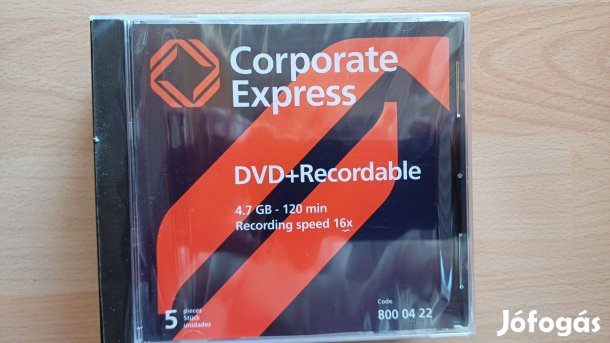 Corporate
Express
DVD+Recordable
4.7 GB - 120 min
Recording speed 16x
5 pieces
Stück
unidades
Code
800 04 22
Jófogás